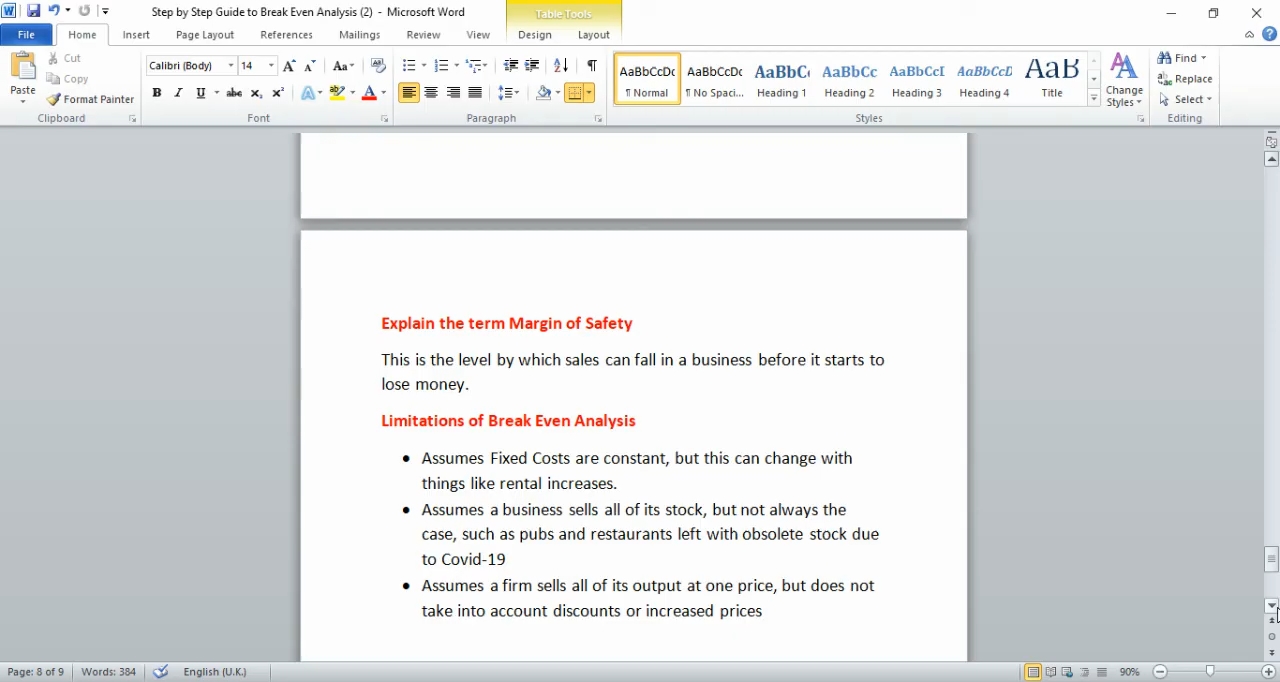 Step by Step Guide to Break Even Analysis (2) - Microsoft Word
Table Tools
File Home Insert Page Layout References Mailings Review View Design Layout
Paste
Cut
Copy
Format Painter
Clipboard
Calibri (Body) 14
Font
Paragraph
AaBbCcDc AaBbCcDc AaBbC AaBbCc AaBbCcI AaBbCcD AaB
¶ Normal ¶ No Spaci... Heading 1 Heading 2 Heading 3 Heading 4 Title
Change
Styles
Styles
Find
Replace
Select
Editing
Explain the term Margin of Safety
This is the level by which sales can fall in a business before it starts to
lose money.
Limitations of Break Even Analysis
• Assumes Fixed Costs are constant, but this can change with
things like rental increases.
• Assumes a business sells all of its stock, but not always the
case, such as pubs and restaurants left with obsolete stock due
to Covid-19
• Assumes a firm sells all of its output at one price, but does not
take into account discounts or increased prices
Page: 8 of 9 Words: 384 English (U.K.) 90%